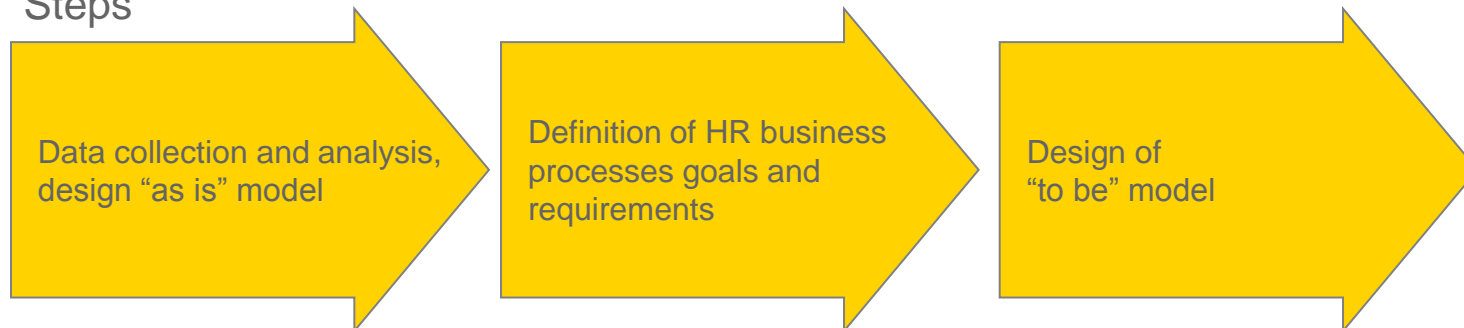 Steps
Data collection and analysis,
design “as is” model
Definition of HR business
processes goals and
requirements
Design of
“to be” model